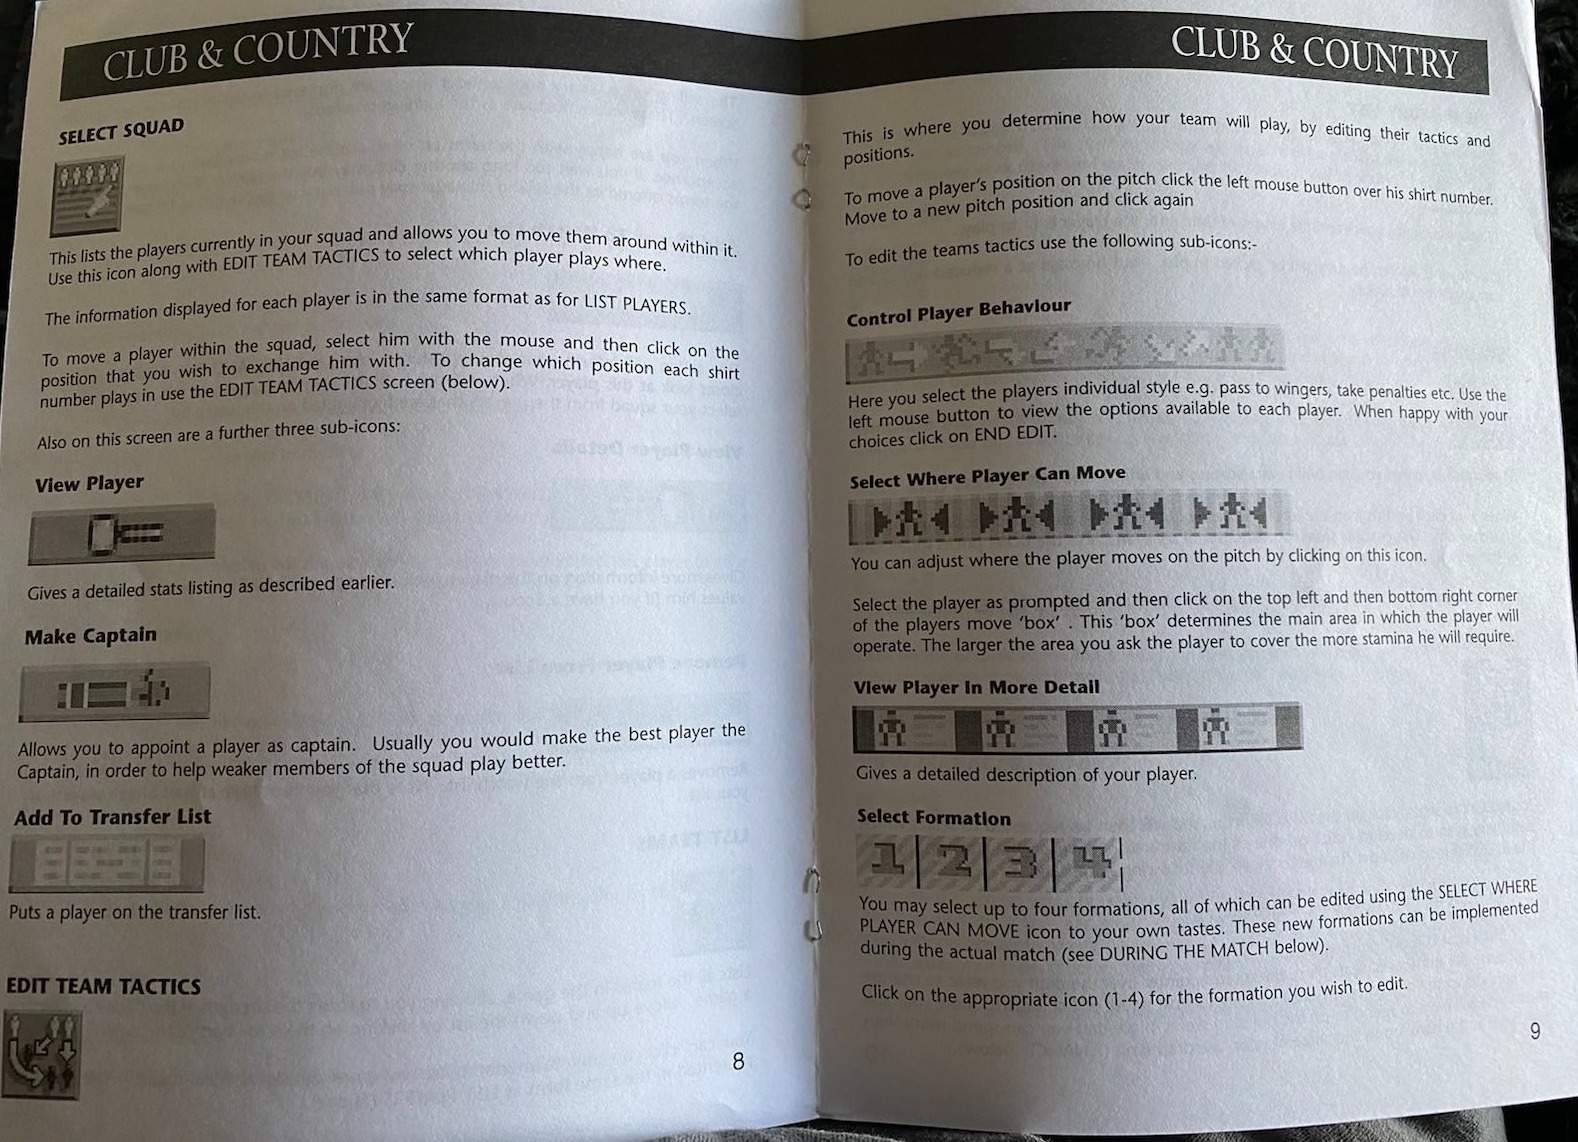 CLUB & COUNTRY
SELECT SQUAD
This lists the players currently in your squad and allows you to move them around within it.
Use this icon along with EDIT TEAM TACTICS to select which player plays where.
The information displayed for each player is in the same format as for LIST PLAYERS.
To move a player within the squad, select him with the mouse and then click on the
position that you wish to exchange him with. To change which position each shirt
number plays in use the EDIT TEAM TACTICS screen (below).
Also on this screen are a further three sub-icons:
View Player
Gives a detailed stats listing as described earlier.
Make Captain
Allows you to appoint a player as captain. Usually you would make the best player the
Captain, in order to help weaker members of the squad play better.
Add To Transfer List
Puts a player on the transfer list.
EDIT TEAM TACTICS
8
CLUB & COUNTRY
This is where you determine how your team will play, by editing their tactics and
positions.
To move a player's position on the pitch click the left mouse button over his shirt number.
Move to a new pitch position and click again
To edit the teams tactics use the following sub-icons:-
Control Player Behaviour
Here you select the players individual style e.g. pass to wingers, take penalties etc. Use the
left mouse button to view the options available to each player. When happy with your
choices click on END EDIT.
Select Where Player Can Move
You can adjust where the player moves on the pitch by clicking on this icon.
Select the player as prompted and then click on the top left and then bottom right corner
of the players move 'box' . This 'box' determines the main area in which the player will
operate. The larger the area you ask the player to cover the more stamina he will require.
View Player In More Detail
Gives a detailed description of your player.
Select Formation
1 2 3 4
You may select up to four formations, all of which can be edited using the SELECT WHERE
PLAYER CAN MOVE icon to your own tastes. These new formations can be implemented
during the actual match (see DURING THE MATCH below).
Click on the appropriate icon (1-4) for the formation you wish to edit.
9